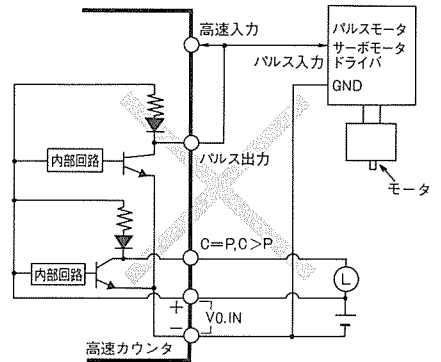 高速入力
パルスモータ
サーボモータ
ドライバ
パルス入力
GND
内部回路
パルス出力
モータ
C=P,C>P
内部回路
L
+
V0.IN
−
高速カウンタ